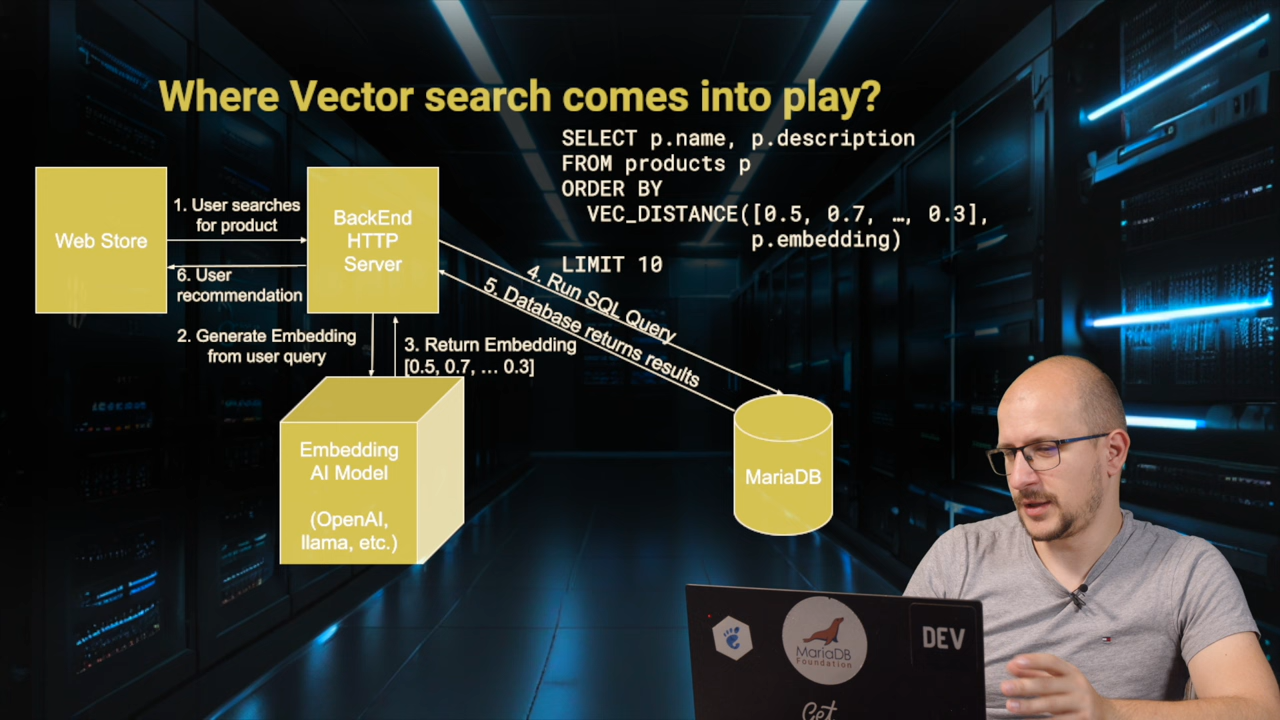 Where Vector search comes into play?
SELECT p.name, p.description
FROM products p
ORDER BY
VEC_DISTANCE([0.5, 0.7, …, 0.3],
p.embedding)
LIMIT 10
Web Store
1. User searches
for product
6. User
recommendation
BackEnd
HTTP
Server
2. Generate Embedding
from user query
3. Return Embedding
[0.5, 0.7, … 0.3]
4. Run SQL Query
5. Database returns results
Embedding
AI Model
(OpenAI,
llama, etc.)
MariaDB
MariaDB
Foundation
DEV
Get